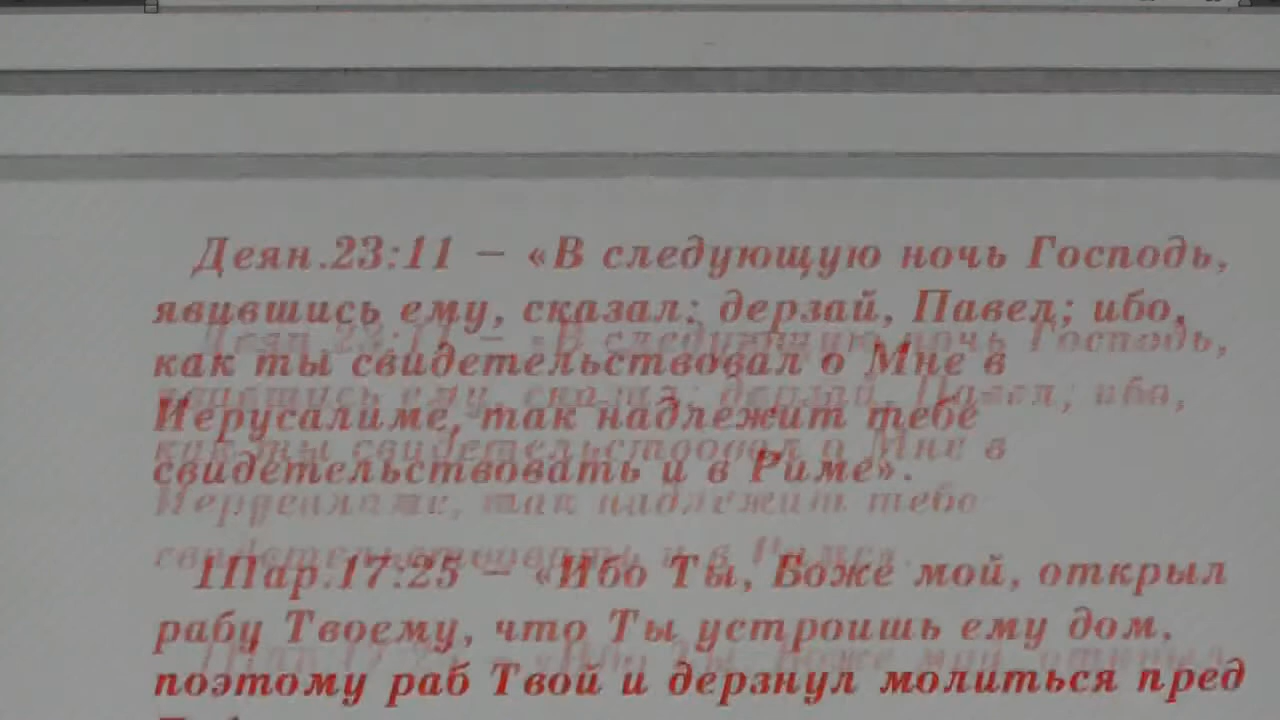 Деян.23:11 – «В следующую ночь Господь,
явившись ему, сказал: дерзай, Павел; ибо,
как ты свидетельствовал о Мне в
Иерусалиме, так надлежит тебе
свидетельствовать и в Риме».
1Пар.17:25 – «Ибо Ты, Боже мой, открыл
рабу Твоему, что Ты устроишь ему дом,
поэтому раб Твой и дерзнул молиться пред